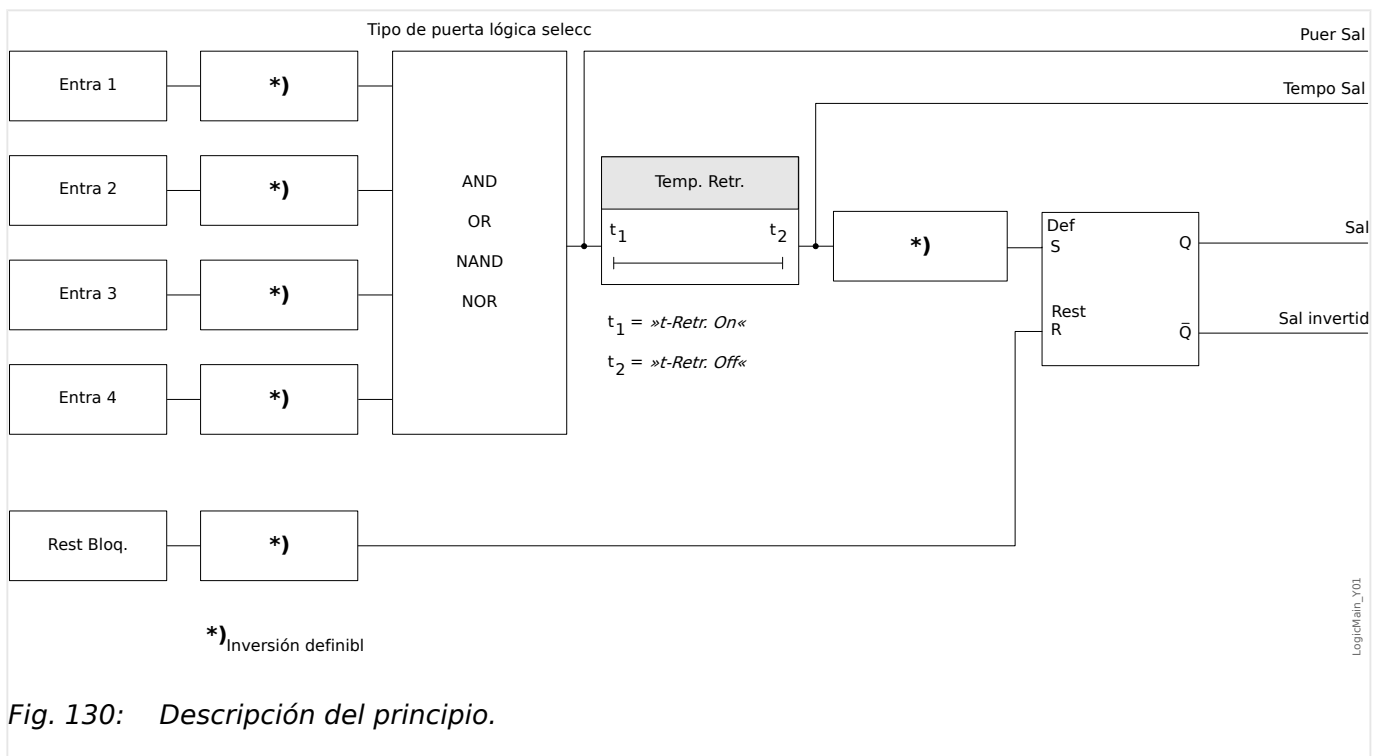 Tipo de puerta lógica selecc
Puer Sal
Entra 1
*)
Tempo Sal
Entra 2
*)
AND
OR
NAND
NOR
Temp. Retr.
t1
t2
*)
Def
S
Q
Sal
Entra 3
*)
t1 = »t-Retr. On«
t2 = »t-Retr. Off«
Rest
R
Q̅
Sal invertid
Entra 4
*)
Rest Bloq.
*)
*)Inversión definibl
LogicMain_Y01
Fig. 130: Descripción del principio.